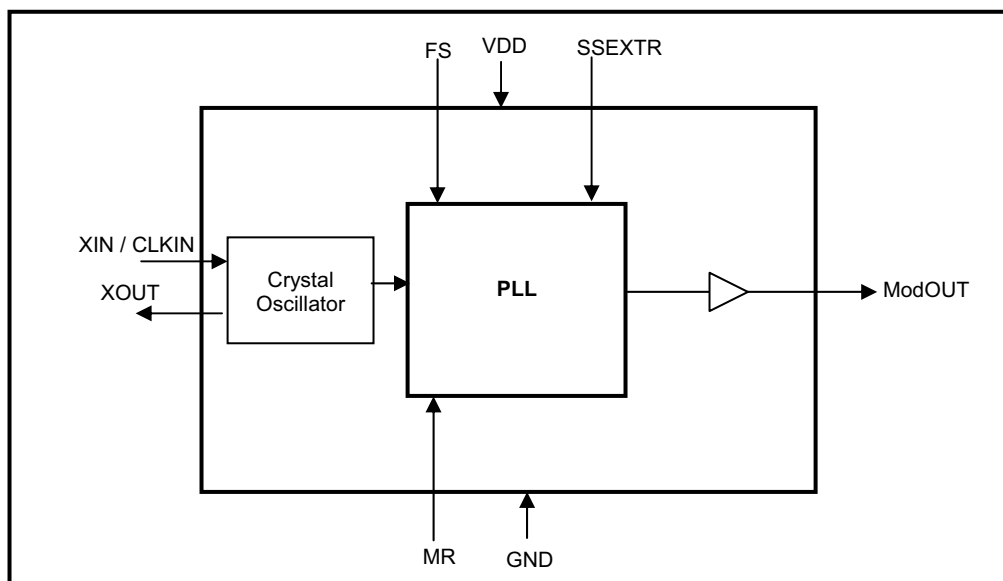 FS
VDD
SSEXTR
XIN / CLKIN
XOUT
Crystal
Oscillator
PLL
ModOUT
MR
GND